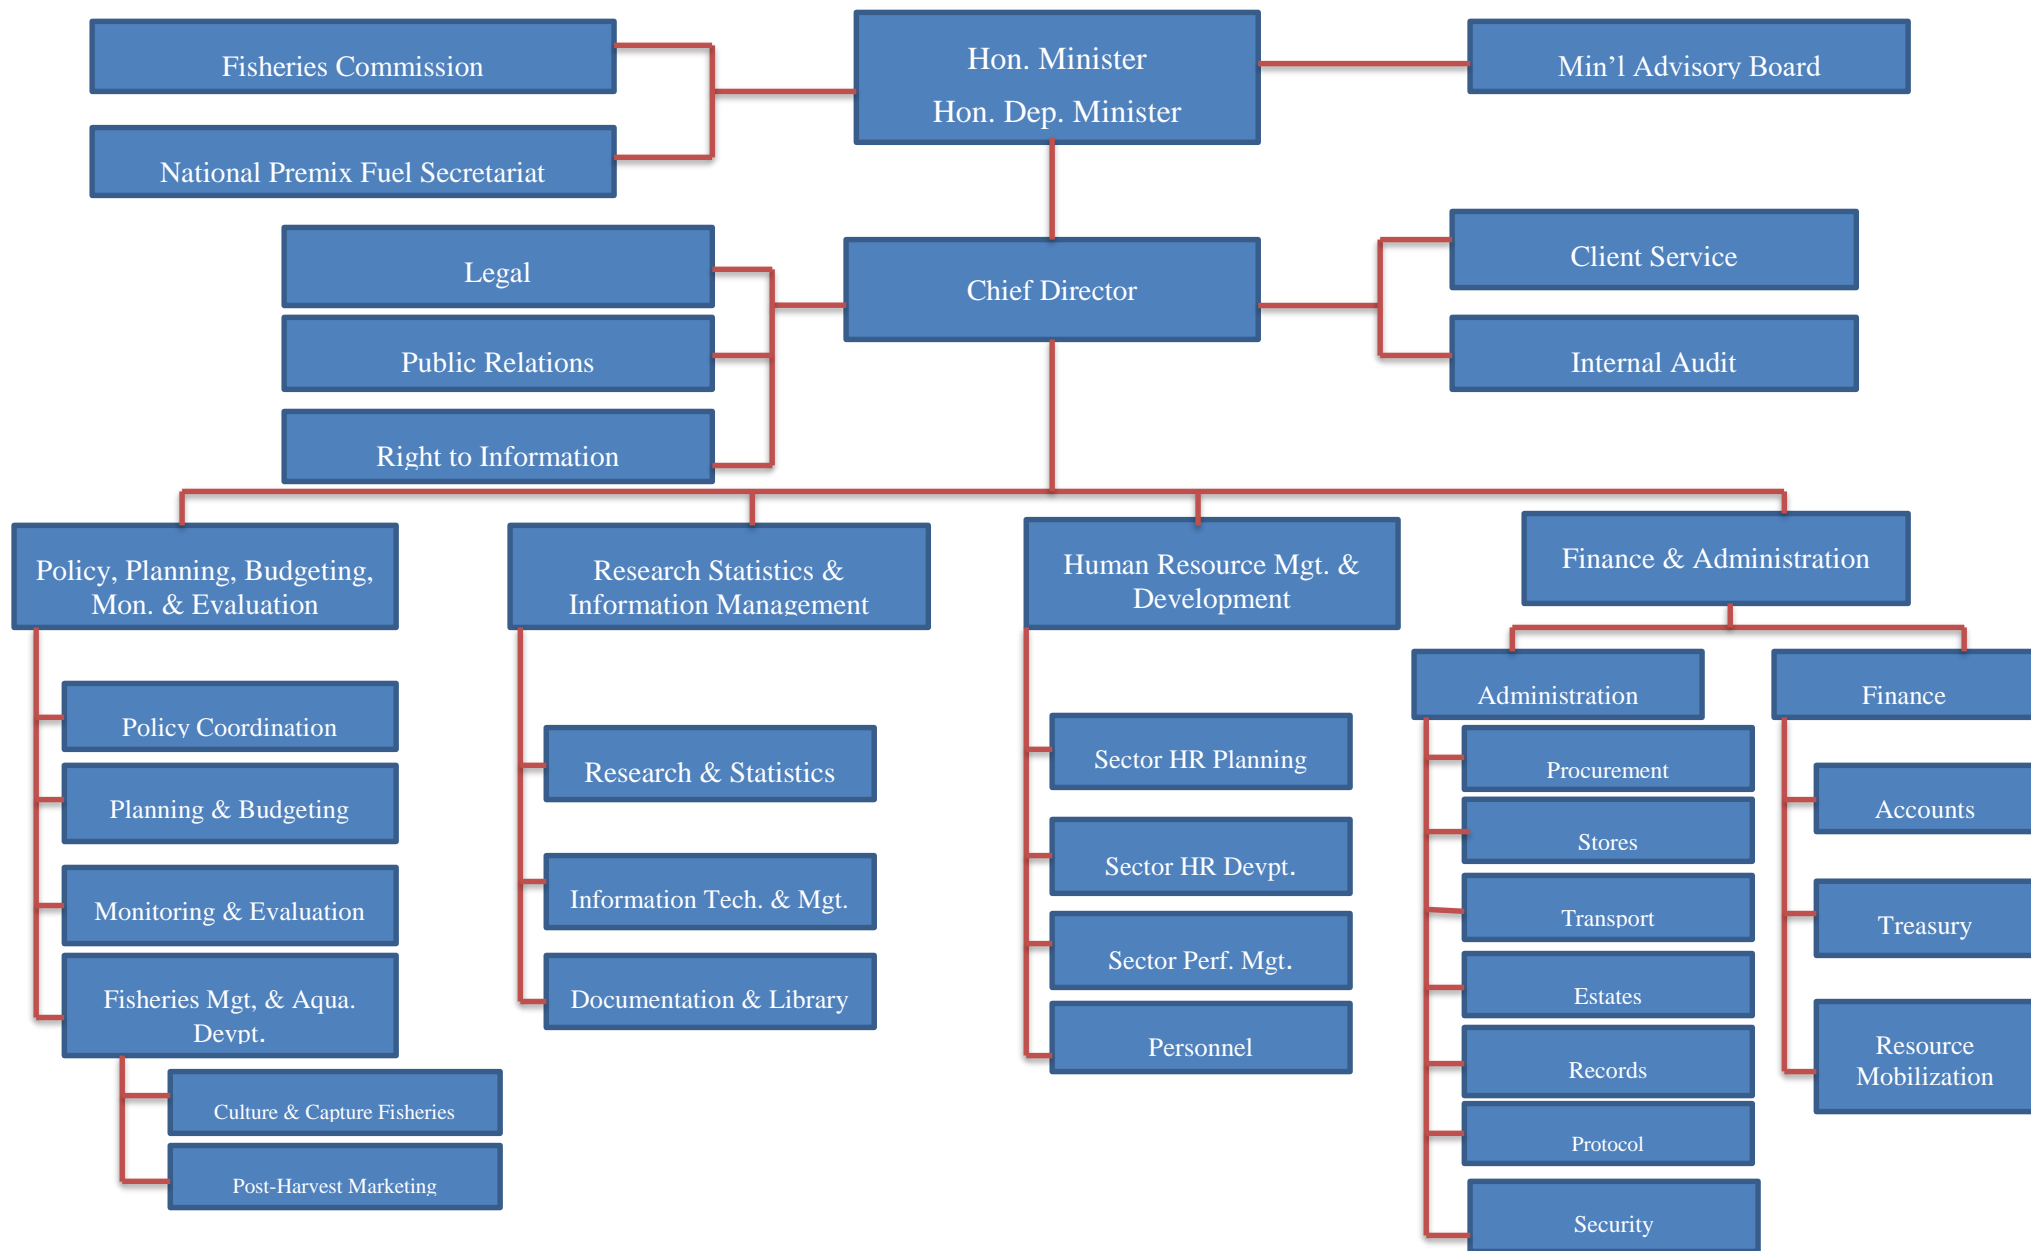 Fisheries Commission
Hon. Minister
Hon. Dep. Minister
Min'l Advisory Board
National Premix Fuel Secretariat
Legal
Chief Director
Client Service
Public Relations
Internal Audit
Right to Information
Policy, Planning, Budgeting,
Mon. & Evaluation
Research Statistics &
Information Management
Human Resource Mgt. &
Development
Finance & Administration
Policy Coordination
Planning & Budgeting
Monitoring & Evaluation
Fisheries Mgt, & Aqua.
Devpt.
Culture & Capture Fisheries
Post-Harvest Marketing
Research & Statistics
Information Tech. & Mgt.
Documentation & Library
Sector HR Planning
Sector HR Devpt.
Sector Perf. Mgt.
Personnel
Administration
Procurement
Stores
Transport
Estates
Records
Protocol
Security
Finance
Accounts
Treasury
Resource
Mobilization